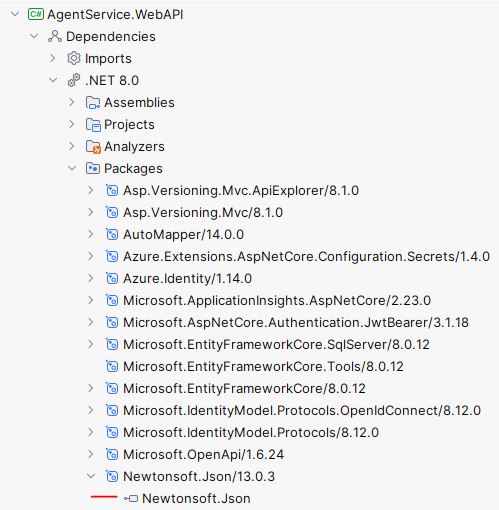 C# AgentService.WebAPI
Dependencies
Imports
.NET 8.0
Assemblies
Projects
Analyzers
Packages
Asp.Versioning.Mvc.ApiExplorer/8.1.0
Asp.Versioning.Mvc/8.1.0
AutoMapper/14.0.0
Azure.Extensions.AspNetCore.Configuration.Secrets/1.4.0
Azure.Identity/1.14.0
Microsoft.ApplicationInsights.AspNetCore/2.23.0
Microsoft.AspNetCore.Authentication.JwtBearer/3.1.18
Microsoft.EntityFrameworkCore.SqlServer/8.0.12
Microsoft.EntityFrameworkCore.Tools/8.0.12
Microsoft.EntityFrameworkCore/8.0.12
Microsoft.IdentityModel.Protocols.OpenIdConnect/8.12.0
Microsoft.IdentityModel.Protocols/8.12.0
Microsoft.OpenApi/1.6.24
Newtonsoft.Json/13.0.3
Newtonsoft.Json